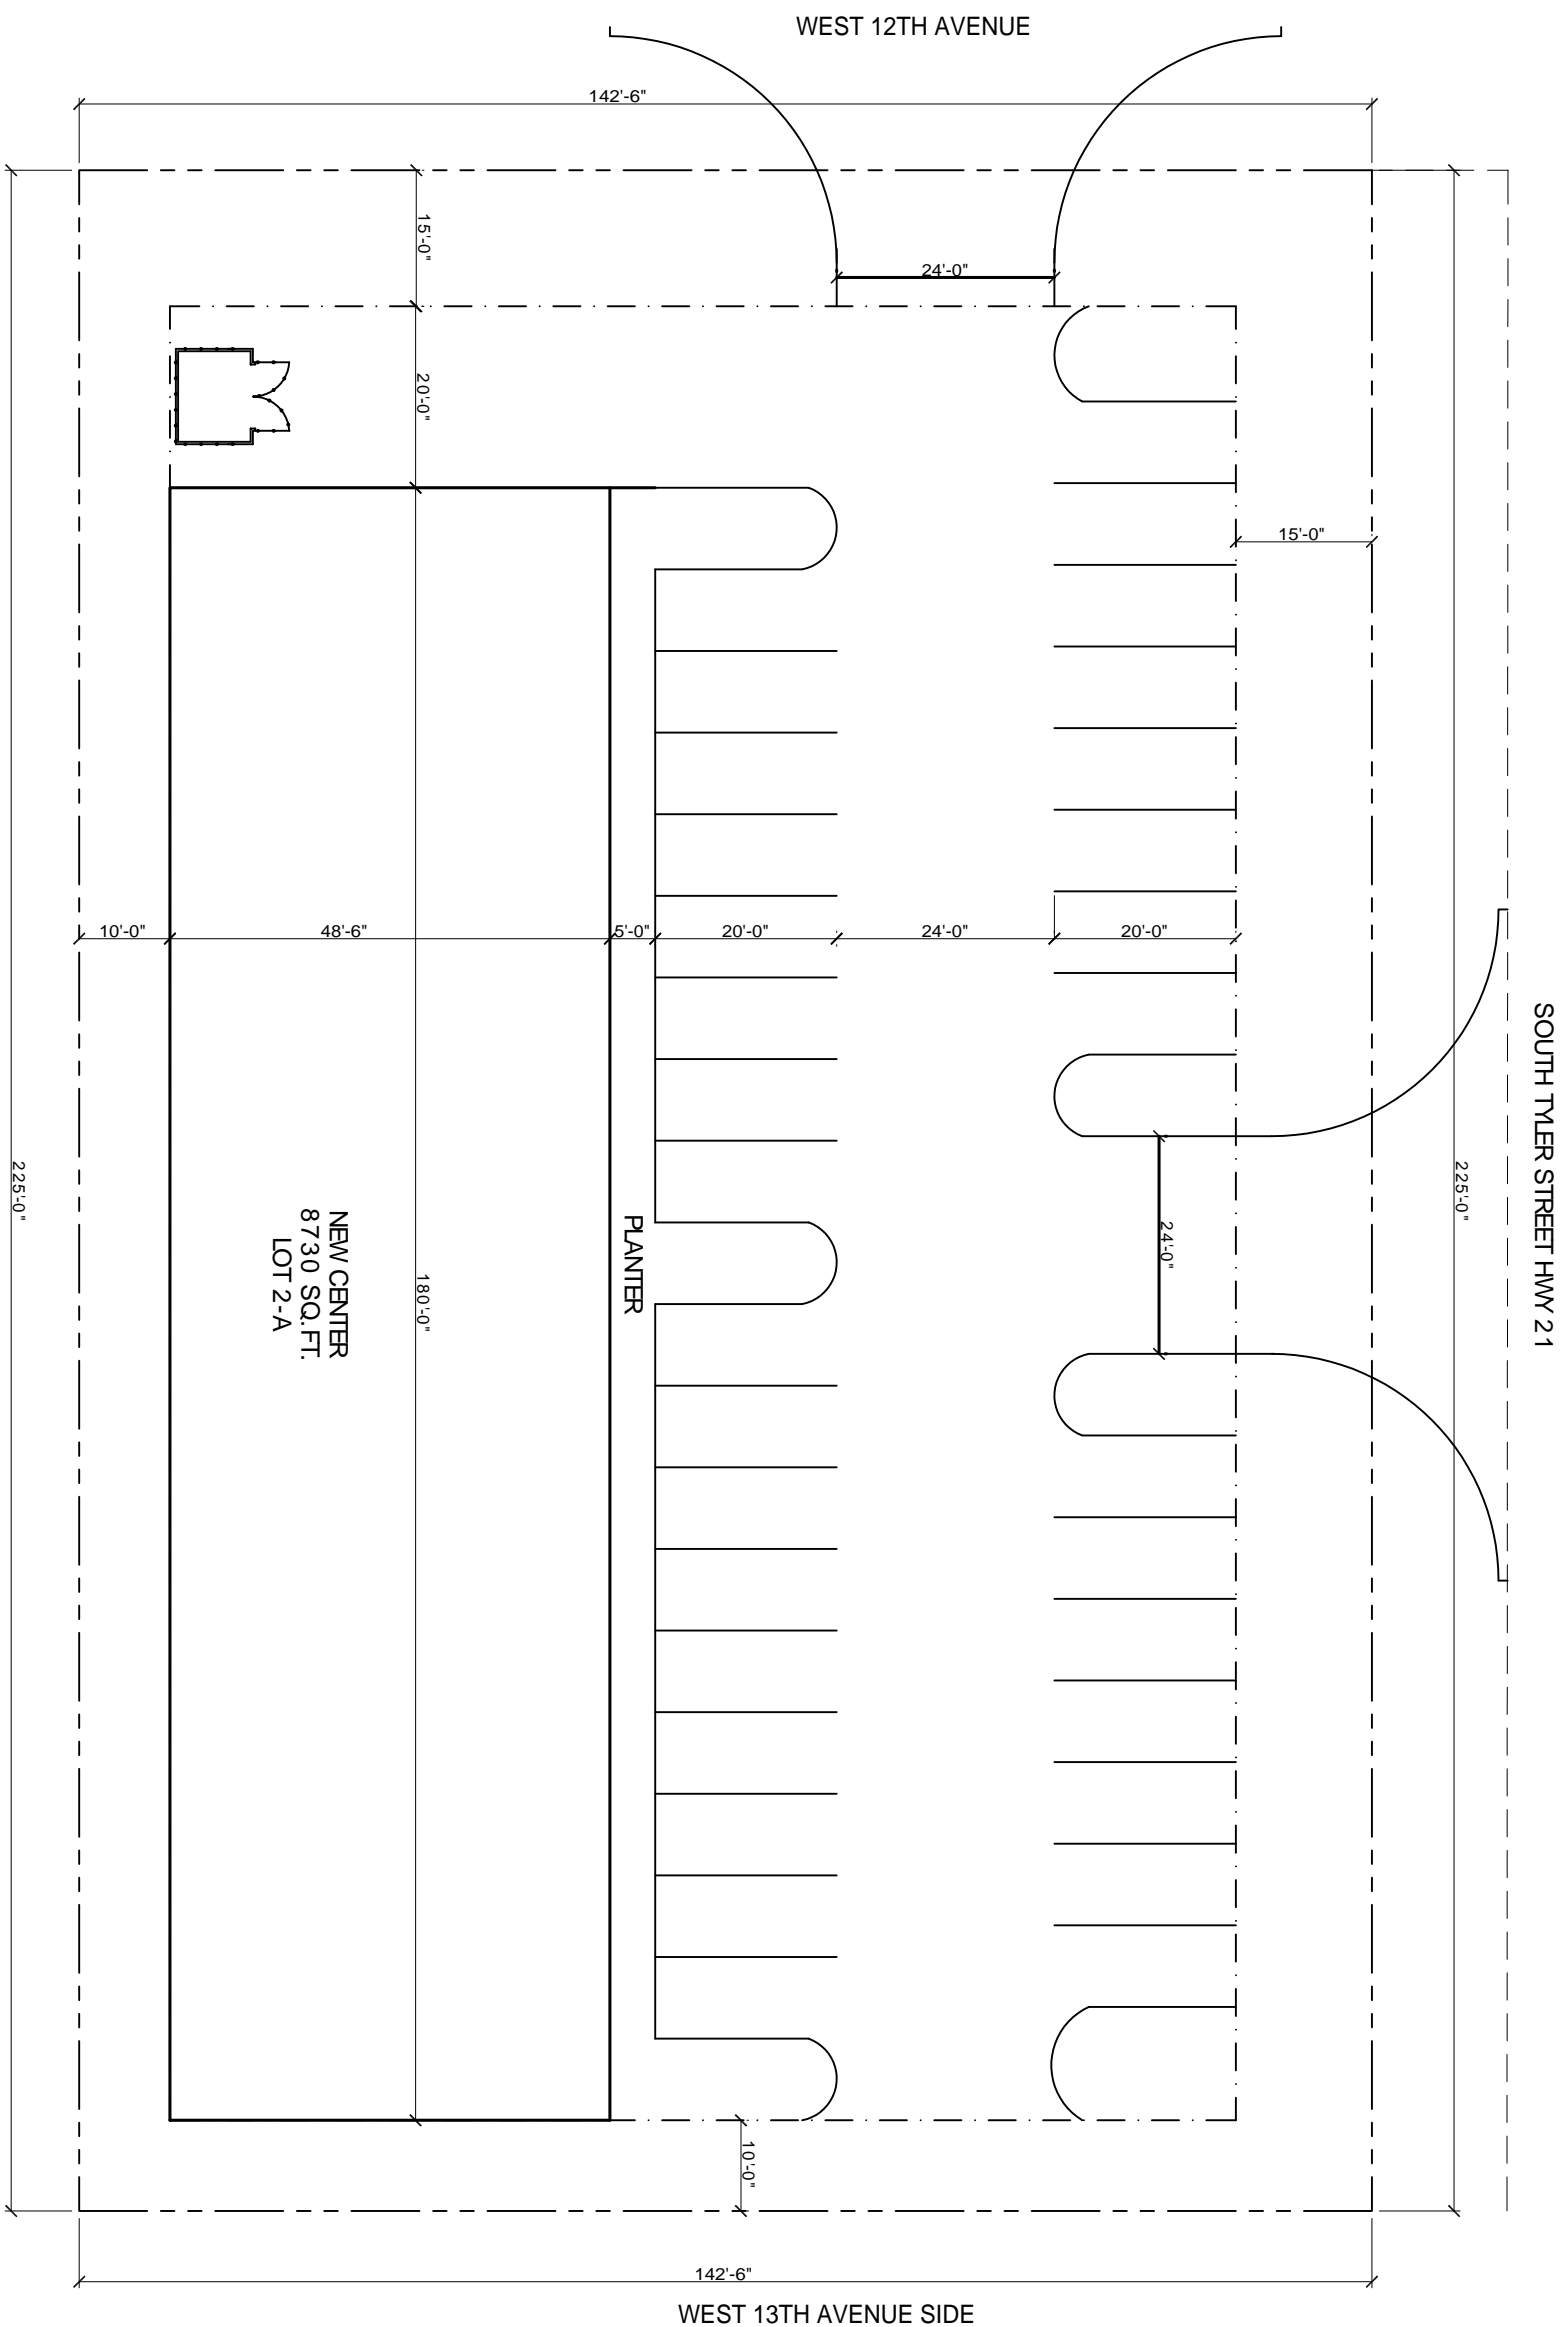 WEST 12TH AVENUE
142'-6"
15'-0"
24'-0"
20'-0"
15'-0"
10'-0"
48'-6"
5'-0"
20'-0"
24'-0"
20'-0"
SOUTH TYLER STREET HWY 21
225'-0"
225'-0"
24'-0"
PLANTER
180'-0"
NEW CENTER
8730 SQ.FT.
LOT 2-A
10'-0"
142'-6"
WEST 13TH AVENUE SIDE